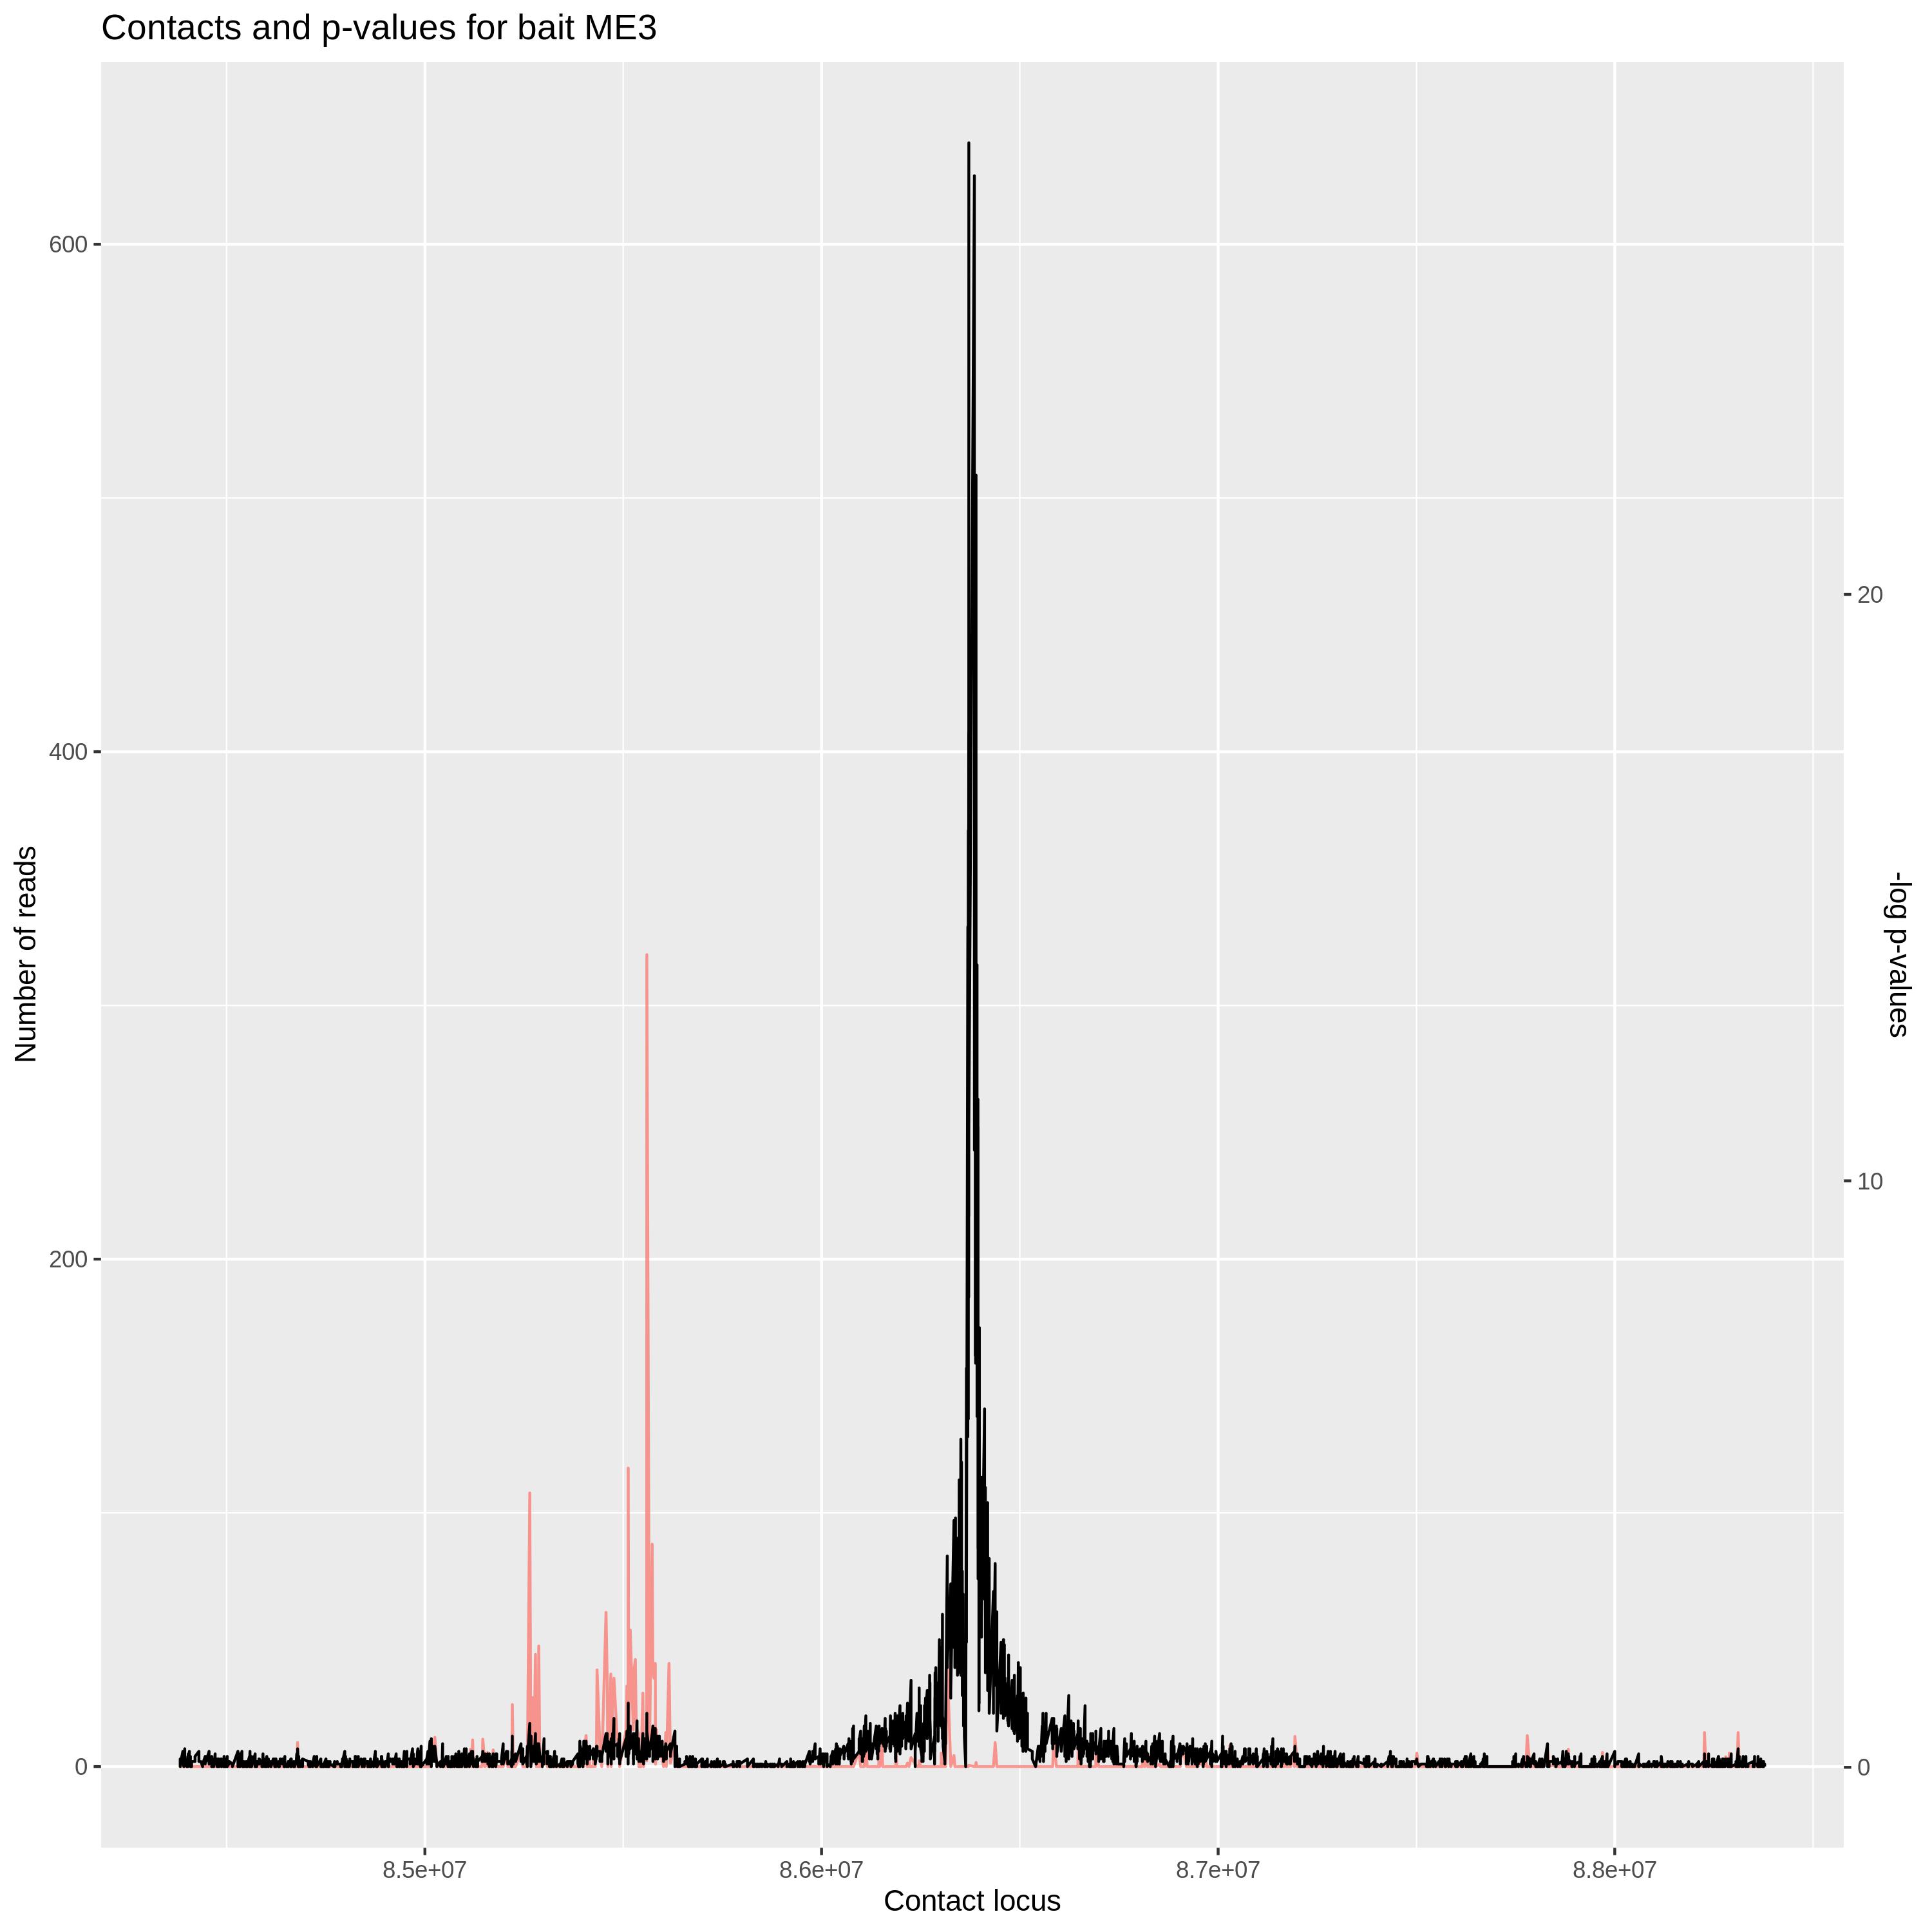 Contacts and p-values for bait ME3
600
400
200
0
Number of reads
20
10
0
-log p-values
8.5e+07
8.6e+07
8.7e+07
8.8e+07
Contact locus